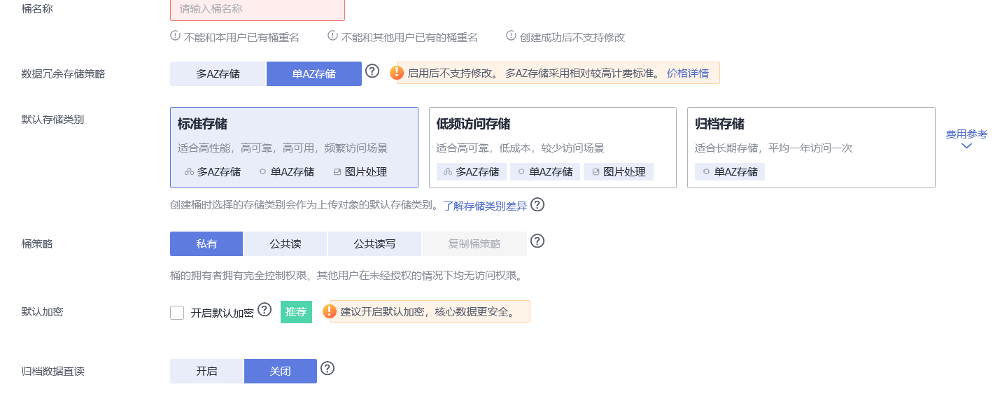 桶名称
请输入桶名称
不能和本用户已有桶重名 不能和其他用户已有的桶重名 创建成功后不支持修改
数据冗余存储策略
多AZ存储 单AZ存储 启用后不支持修改。 多AZ存储采用相对较高计费标准。 价格详情
默认存储类别
标准存储
适合高性能，高可靠，高可用，频繁访问场景
多AZ存储 单AZ存储 图片处理
低频访问存储
适合高可靠，低成本，较少访问场景
多AZ存储 单AZ存储 图片处理
归档存储
适合长期存储，平均一年访问一次
单AZ存储
费用参考
创建桶时选择的存储类别会作为上传对象的默认存储类别。了解存储类别差异
桶策略
私有 公共读 公共读写 复制桶策略
桶的拥有者拥有完全控制权限，其他用户在未经授权的情况下均无访问权限。
默认加密
开启默认加密 推荐 建议开启默认加密，核心数据更安全。
归档数据直读
开启 关闭